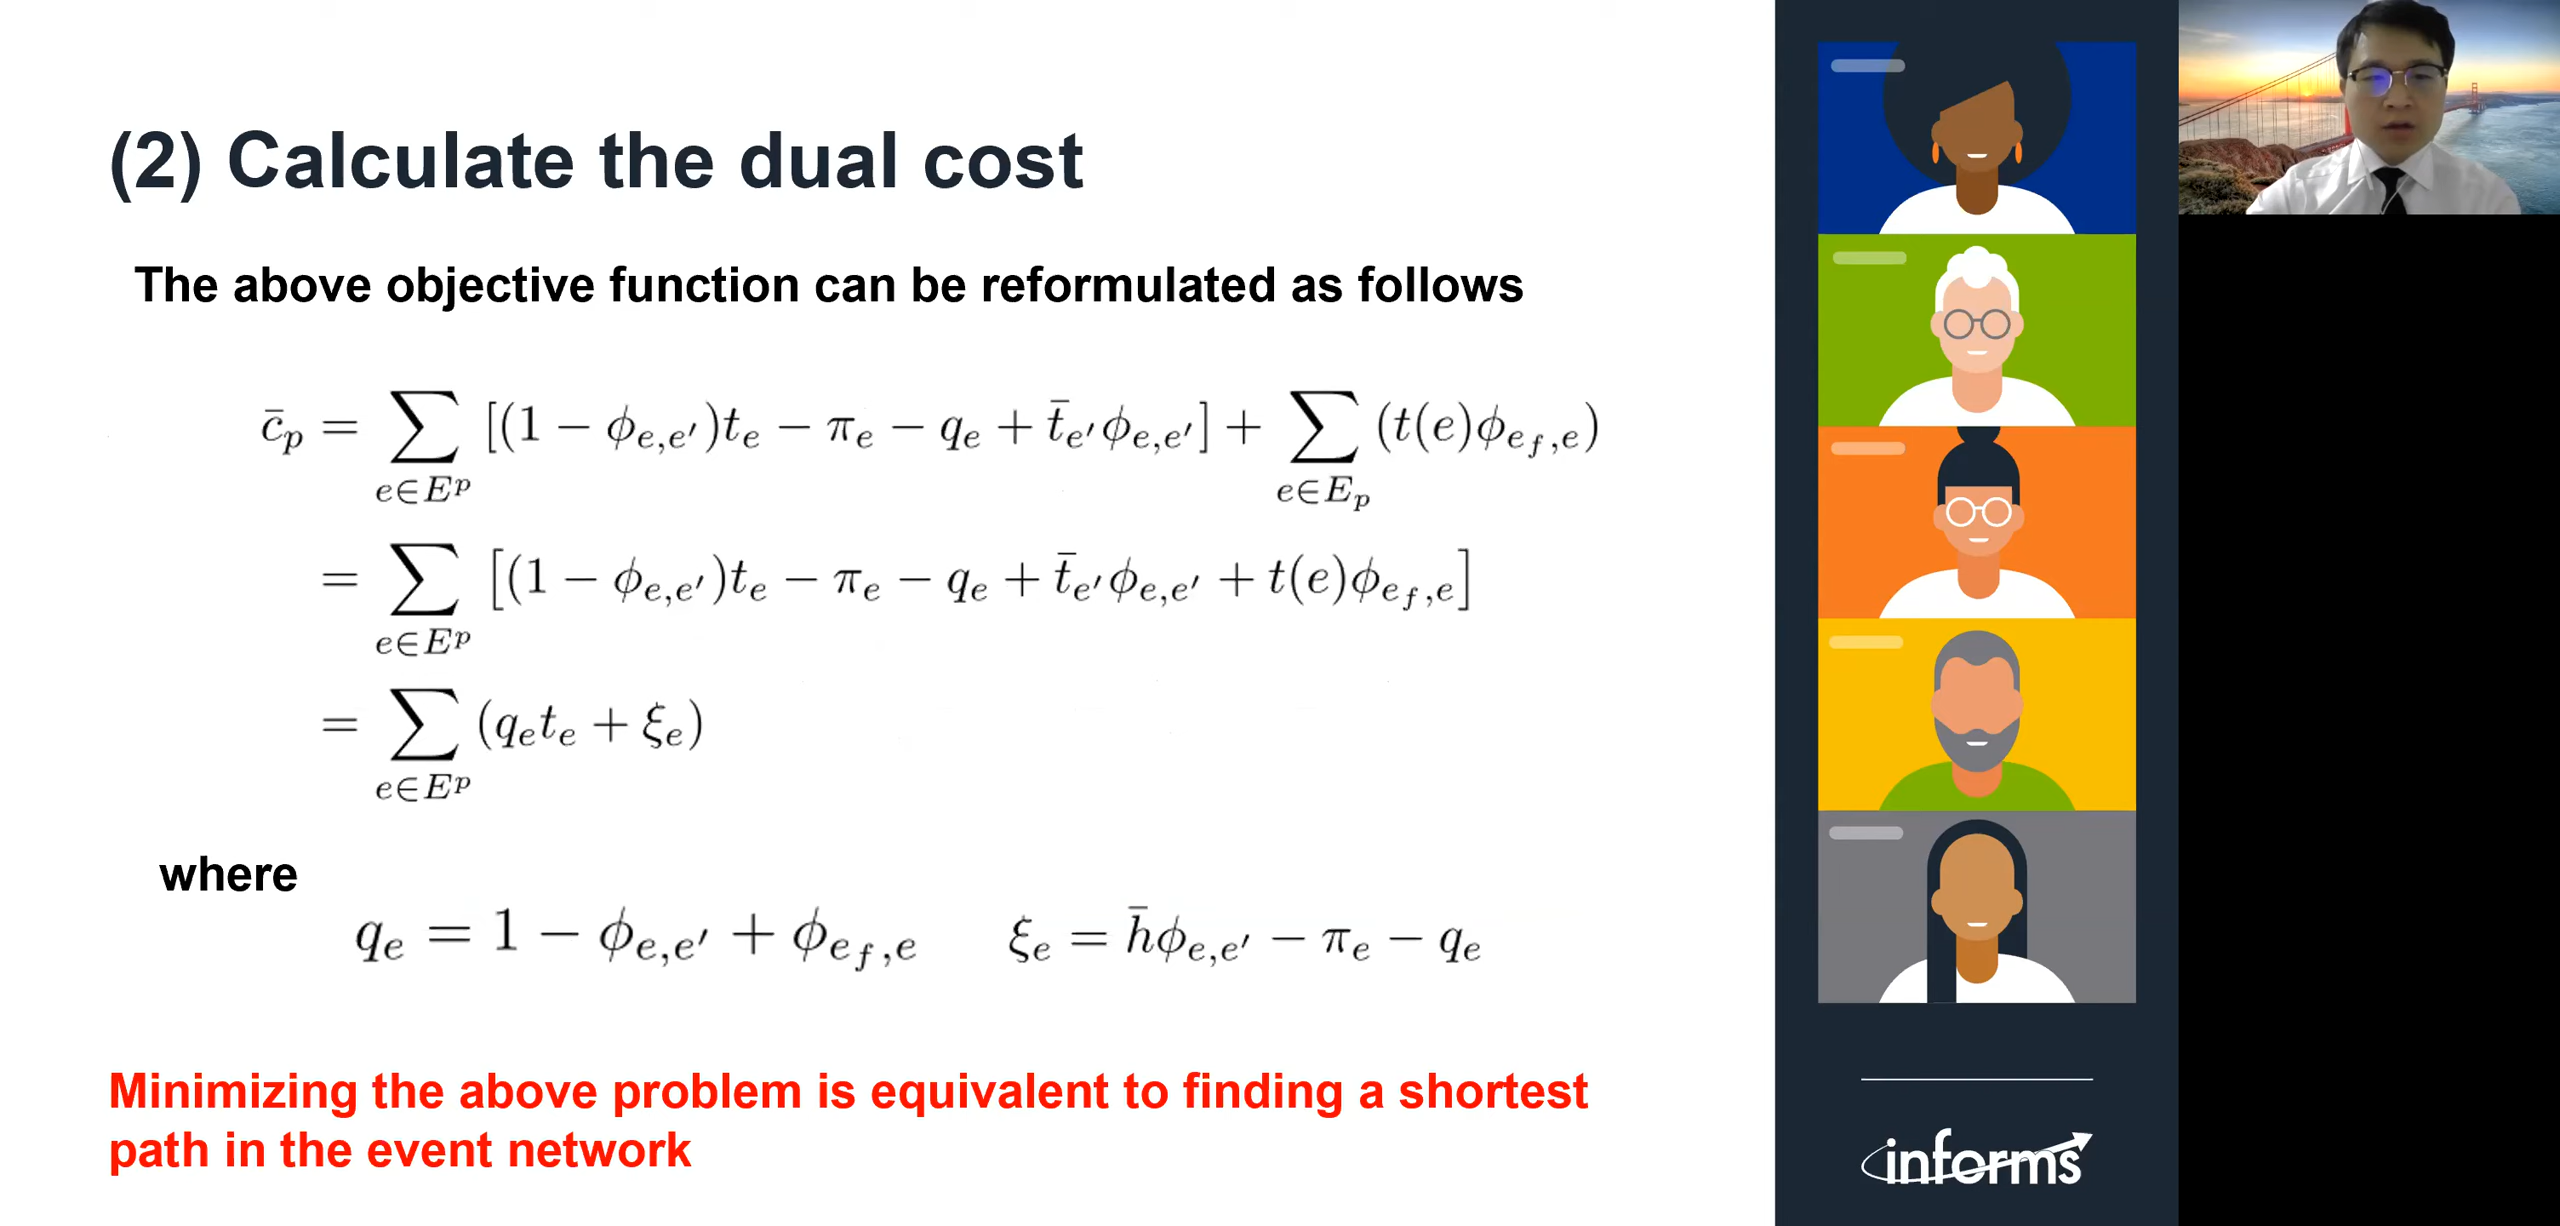 (2) Calculate the dual cost
The above objective function can be reformulated as follows
c̄_p = ∑_{e∈E^p} [(1 − ϕ_{e,e′})t_e − π_e − q_e + t̄_{e′}ϕ_{e,e′}] + ∑_{e∈E_p} (t(e)ϕ_{e_f,e})
= ∑_{e∈E^p} [(1 − ϕ_{e,e′})t_e − π_e − q_e + t̄_{e′}ϕ_{e,e′} + t(e)ϕ_{e_f,e}]
= ∑_{e∈E^p} (q_e t_e + ξ_e)
where
q_e = 1 − ϕ_{e,e′} + ϕ_{e_f,e} ξ_e = h̄ϕ_{e,e′} − π_e − q_e
Minimizing the above problem is equivalent to finding a shortest
path in the event network
informs